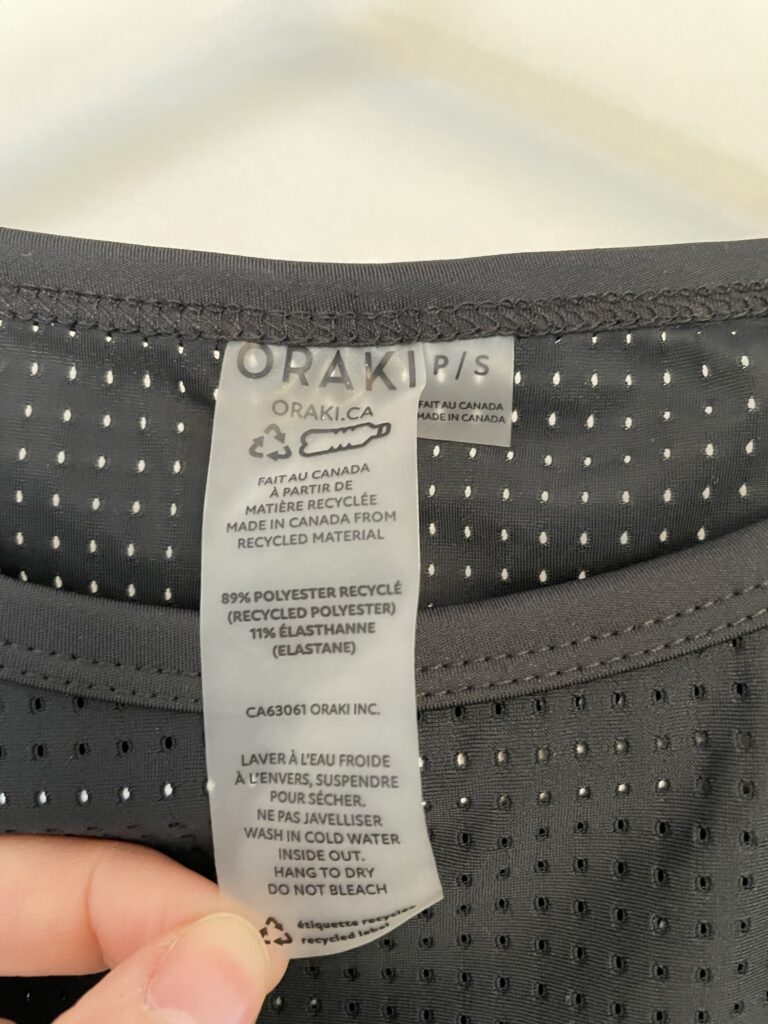 ORAKI
ORAKI.CA
FAIT AU CANADA
À PARTIR DE
MATIÈRE RECYCLÉE
MADE IN CANADA FROM
RECYCLED MATERIAL
89% POLYESTER RECYCLÉ
(RECYCLED POLYESTER)
11% ÉLASTHANNE
(ELASTANE)
CA63061 ORAKI INC.
LAVER À L'EAU FROIDE
À L'ENVERS, SUSPENDRE
POUR SÉCHER.
NE PAS JAVELLISER
WASH IN COLD WATER
INSIDE OUT.
HANG TO DRY
DO NOT BLEACH
étiquette recyclée
recycled label
P/S
FAIT AU CANADA
MADE IN CANADA